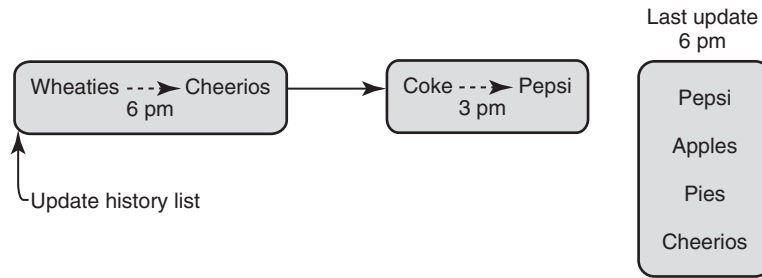 Last update
6 pm
Wheaties Cheerios
6 pm
Coke Pepsi
3 pm
Update history list
Pepsi
Apples
Pies
Cheerios